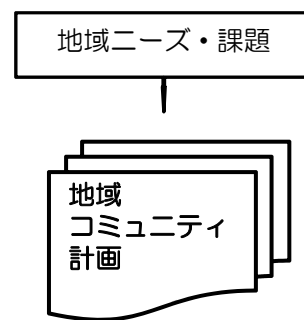 地域ニーズ・課題
地域
コミュニティ
計画